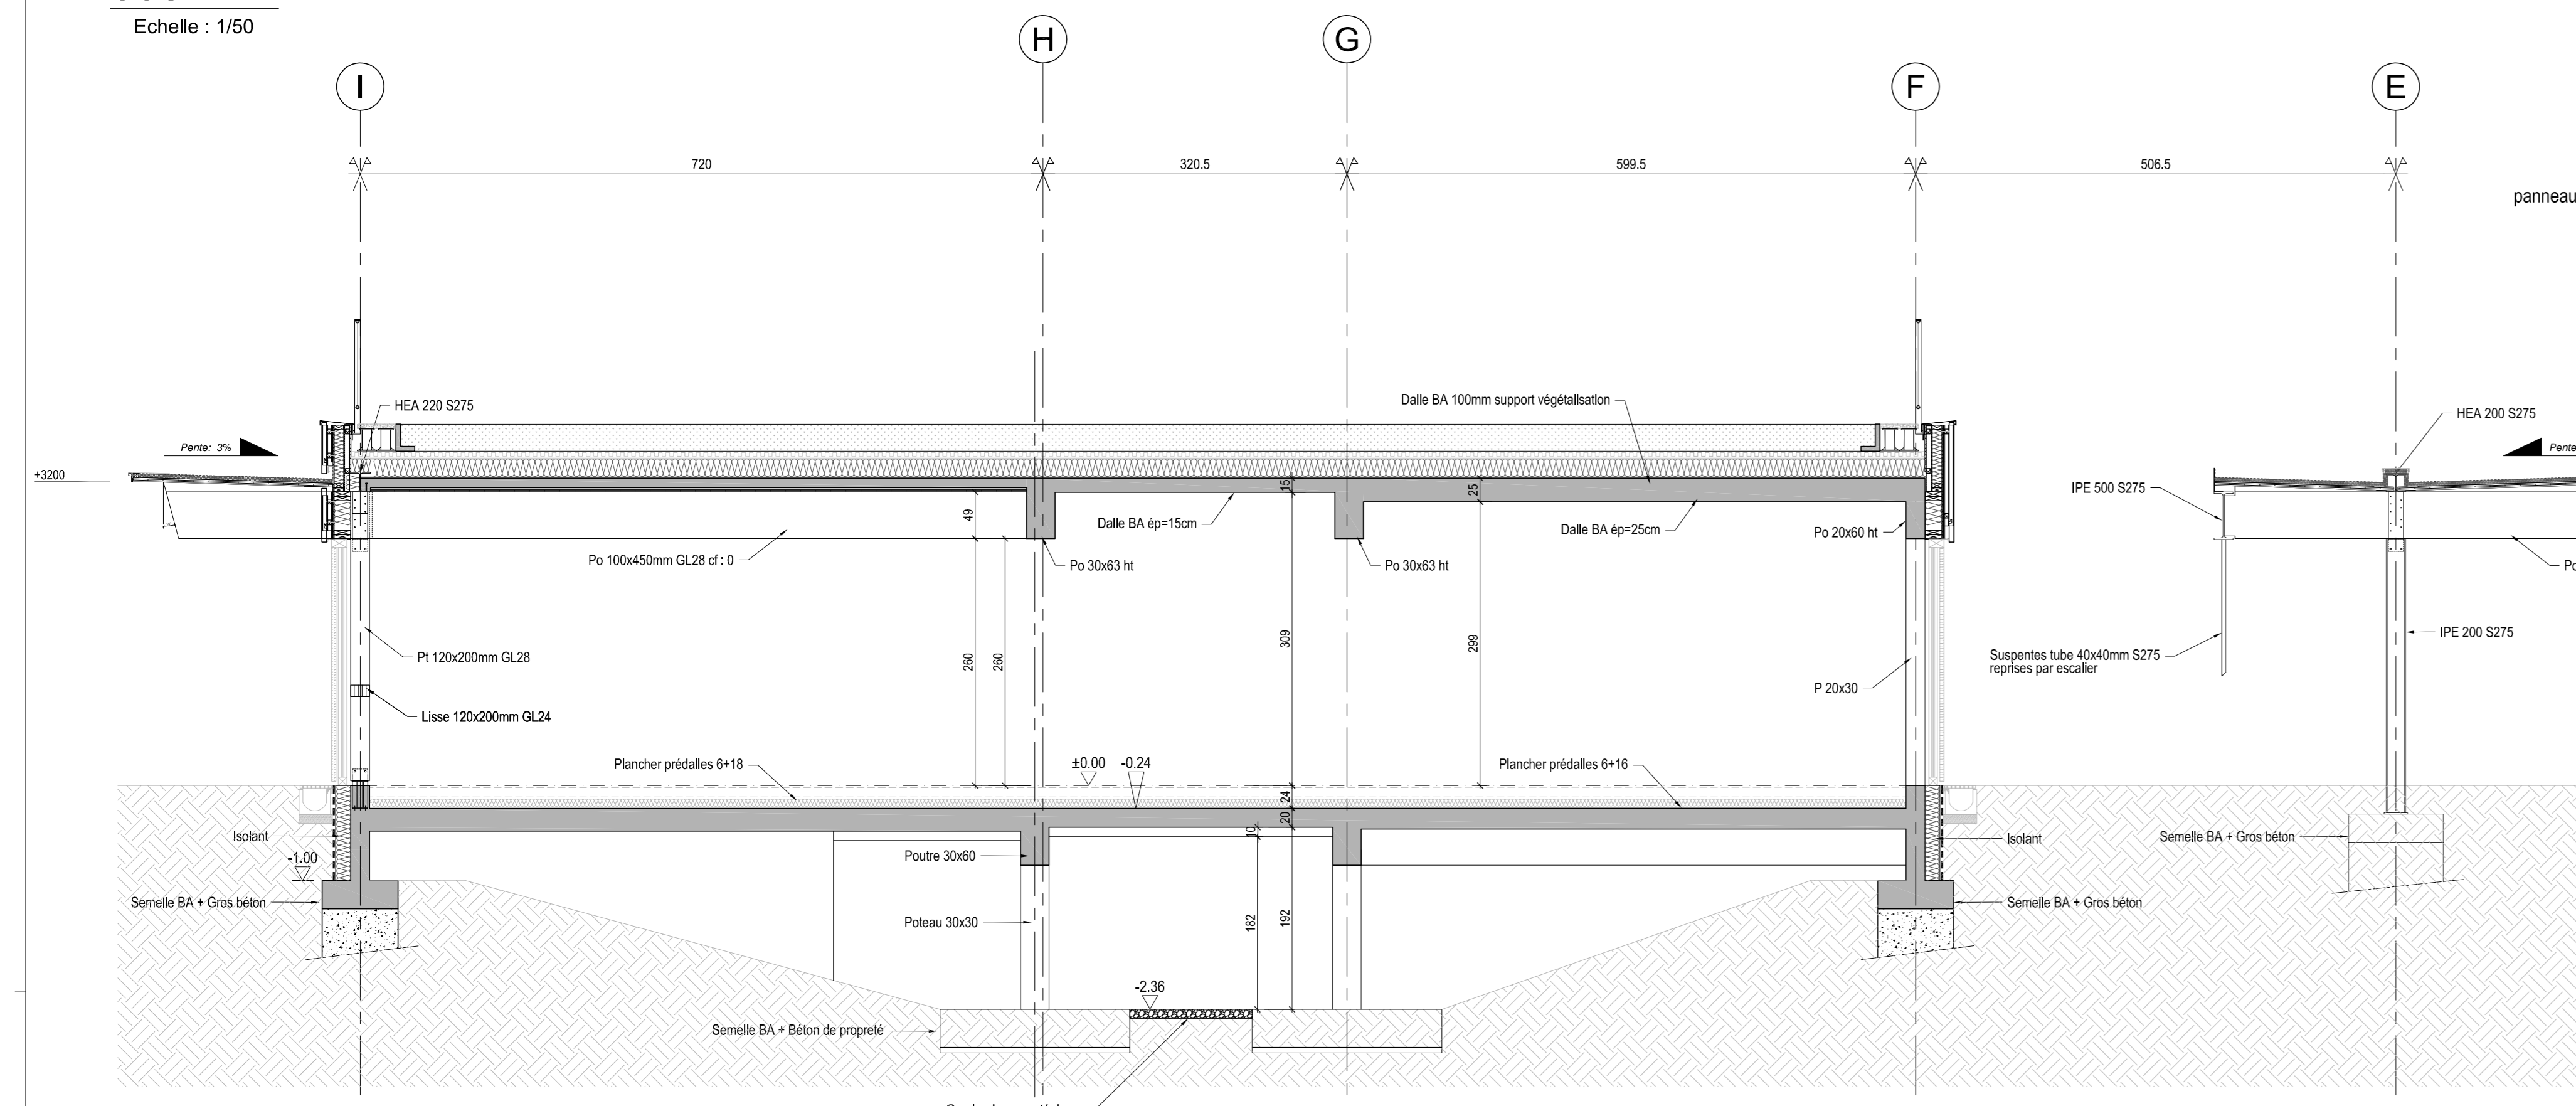 Echelle : 1/50
I
H
G
F
E
720
320.5
599.5
506.5
panneau
HEA 220 S275
Dalle BA 100mm support végétalisation
HEA 200 S275
Pente: 3%
Pente
+3200
IPE 500 S275
15
25
49
Dalle BA ép=15cm
Dalle BA ép=25cm
Po 20x60 ht
Po 100x450mm GL28 cf : 0
Po 30x63 ht
Po 30x63 ht
309
299
260
260
IPE 200 S275
Pt 120x200mm GL28
Suspentes tube 40x40mm S275
reprises par escalier
P 20x30
Lisse 120x200mm GL24
Plancher prédalles 6+18
±0.00
-0.24
Plancher prédalles 6+16
24
20
10
Isolant
Isolant
Semelle BA + Gros béton
-1.00
Poutre 30x60
Semelle BA + Gros béton
Semelle BA + Gros béton
Poteau 30x30
182
192
-2.36
Semelle BA + Béton de propreté